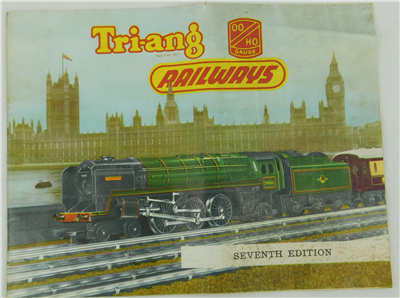 Tri-ang
OO
HO
GAUGE
RAILWAYS
SEVENTH EDITION